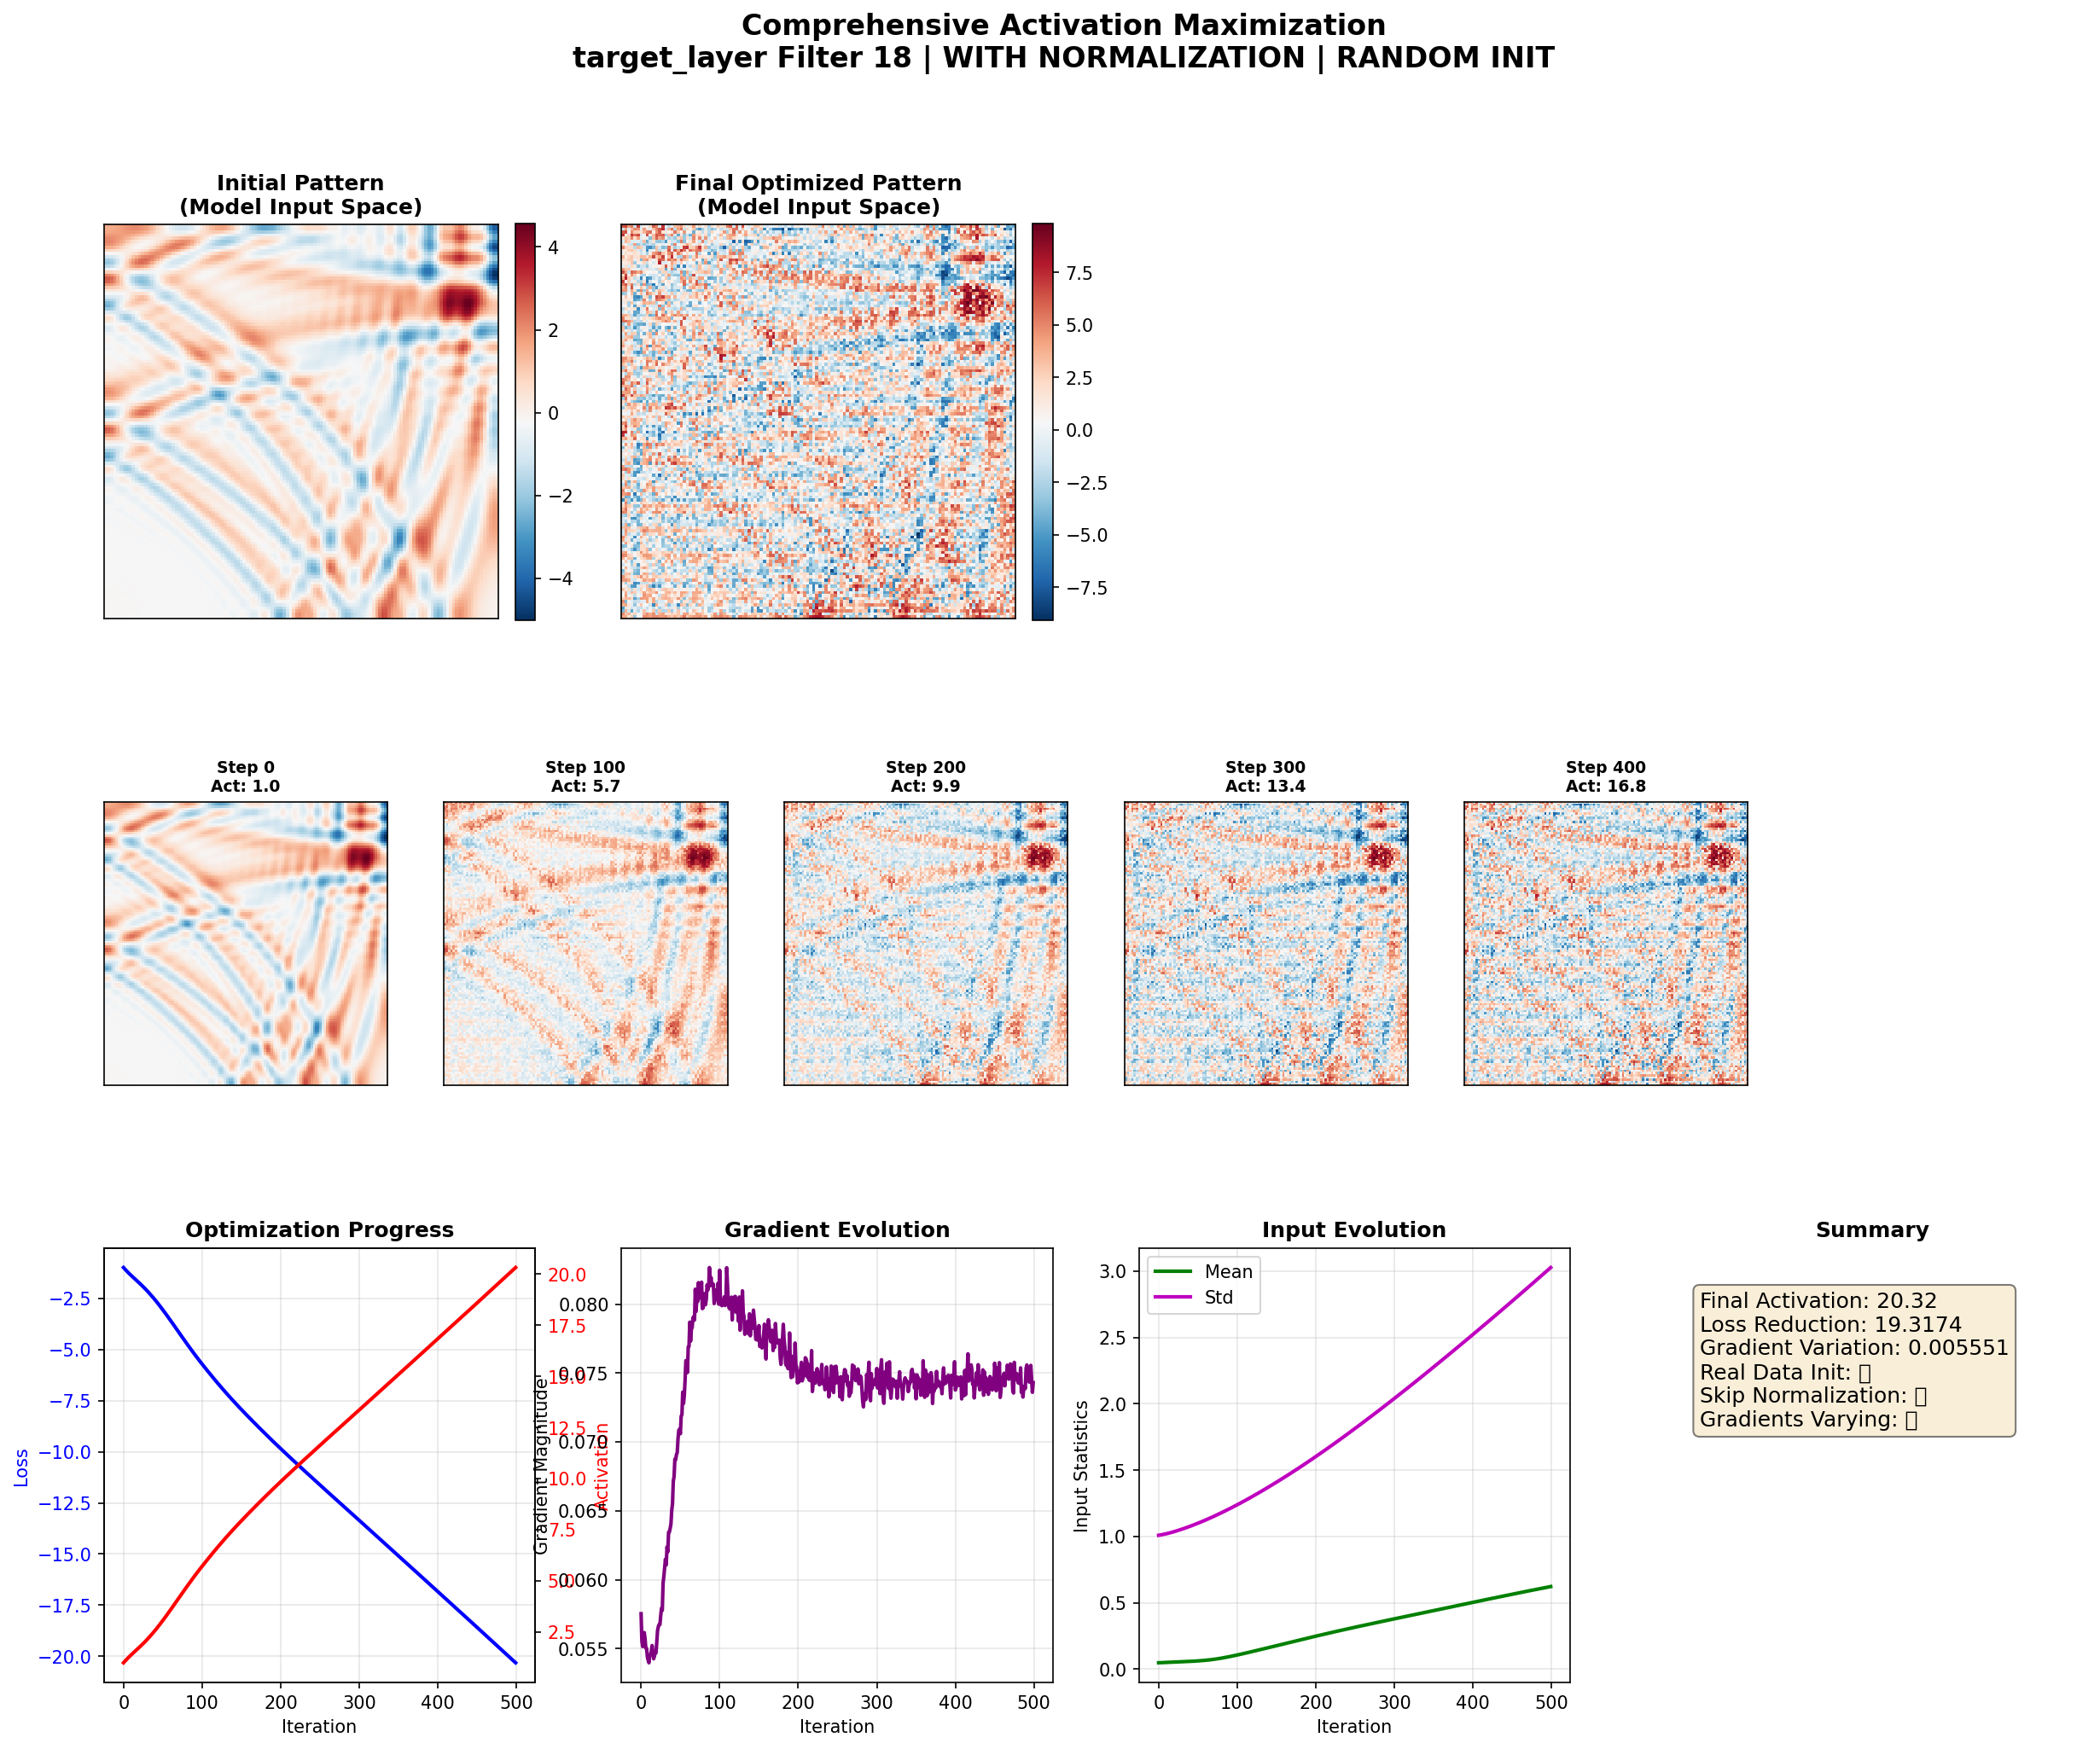 Comprehensive Activation Maximization
target_layer Filter 18 | WITH NORMALIZATION | RANDOM INIT
Initial Pattern
(Model Input Space)
4
2
0
−2
−4
Final Optimized Pattern
(Model Input Space)
7.5
5.0
2.5
0.0
−2.5
−5.0
−7.5
Step 0
Act: 1.0
Step 100
Act: 5.7
Step 200
Act: 9.9
Step 300
Act: 13.4
Step 400
Act: 16.8
Optimization Progress
Loss
−2.5
−5.0
−7.5
−10.0
−12.5
−15.0
−17.5
−20.0
0 100 200 300 400 500
Iteration
20.0
17.5
15.0
12.5
10.0
7.5
5.0
2.5
Activation
Gradient Evolution
Gradient Magnitude
0.080
0.075
0.070
0.065
0.060
0.055
0 100 200 300 400 500
Iteration
Input Evolution
Input Statistics
3.0
2.5
2.0
1.5
1.0
0.5
0.0
Mean
Std
0 100 200 300 400 500
Iteration
Summary
Final Activation: 20.32
Loss Reduction: 19.3174
Gradient Variation: 0.005551
Real Data Init:
Skip Normalization:
Gradients Varying: